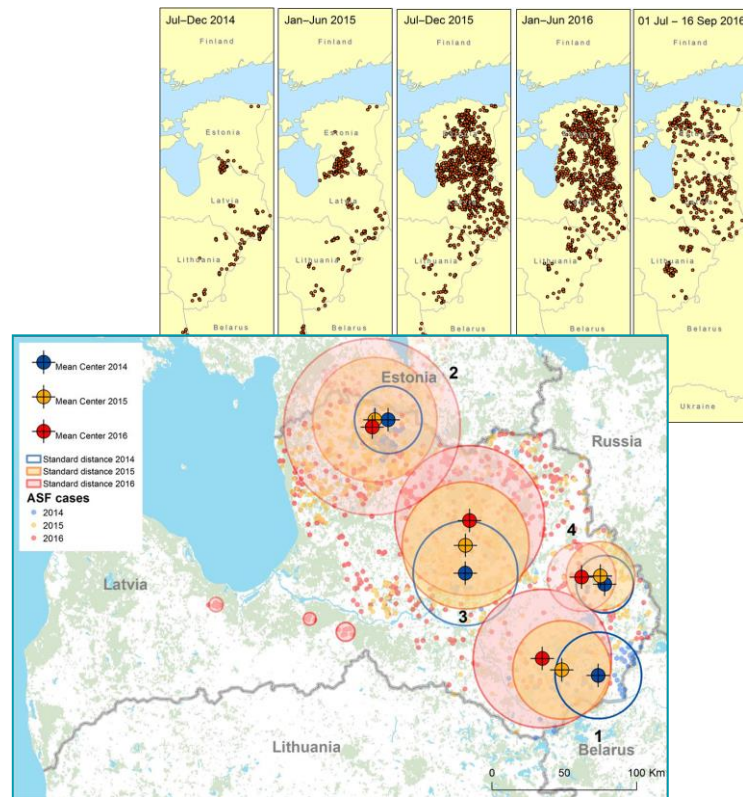 Jul–Dec 2014
Jan–Jun 2015
Jul–Dec 2015
Jan–Jun 2016
01 Jul – 16 Sep 2016
Finland
Finland
Finland
Finland
Finland
Estonia
Estonia
Latvia
Latvia
Lithuania
Lithuania
Lithuania
Lithuania
Lithuania
Belarus
Belarus
Belarus
Belarus
Belarus
Ukraine
Mean Center 2014
Mean Center 2015
Mean Center 2016
Standard distance 2014
Standard distance 2015
Standard distance 2016
ASF cases
2014
2015
2016
Estonia
2
Russia
4
Latvia
3
1
Lithuania
Belarus
0 50 100 Km